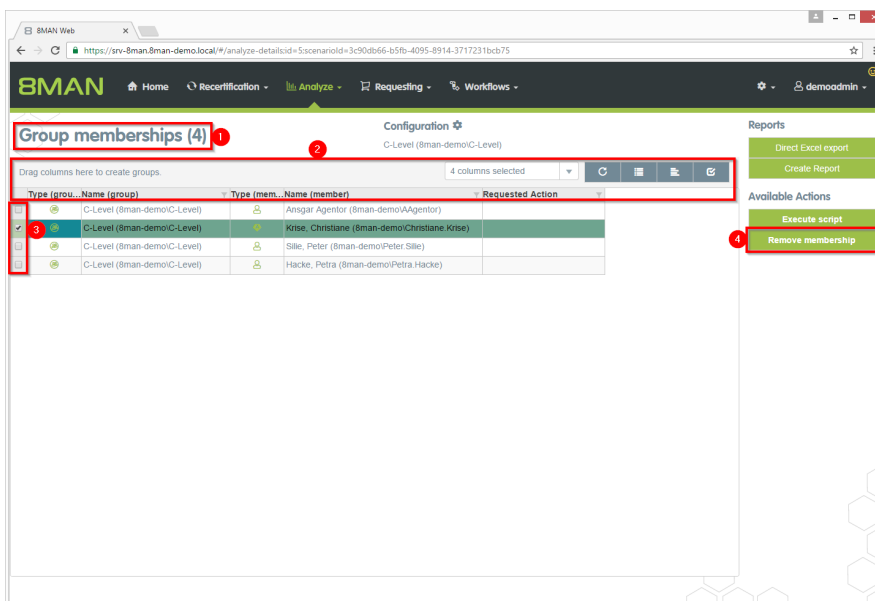 8MAN Web
https://srv-8man.8man-demo.local/#/analyze-details;id=5;scenarioId=3c90db66-b5fb-4095-8914-3717231bcb75
8MAN Home Recertification Analyze Requesting Workflows demoadmin
Group memberships (4) 1
Configuration
C-Level (8man-demo\C-Level)
Reports
Direct Excel export
Create Report
2
Drag columns here to create groups. 4 columns selected
Type (grou... Name (group) Type (mem... Name (member) Requested Action
C-Level (8man-demo\C-Level) Ansgar Agentor (8man-demo\AAgentor)
3 C-Level (8man-demo\C-Level) Krise, Christiane (8man-demo\Christiane.Krise)
C-Level (8man-demo\C-Level) Silie, Peter (8man-demo\Peter.Silie)
C-Level (8man-demo\C-Level) Hacke, Petra (8man-demo\Petra.Hacke)
Available Actions
Execute script
4 Remove membership